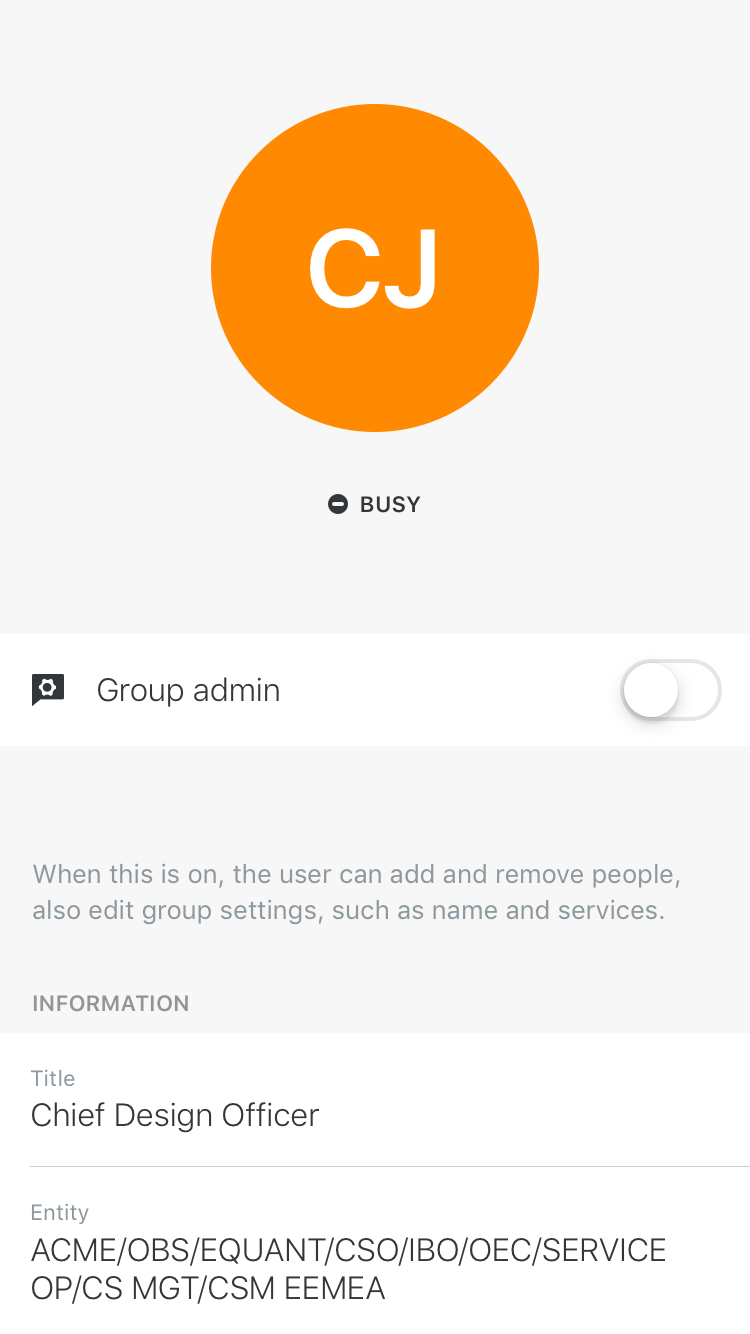 CJ
BUSY
Group admin
When this is on, the user can add and remove people,
also edit group settings, such as name and services.
INFORMATION
Title
Chief Design Officer
Entity
ACME/OBS/EQUANT/CSO/IBO/OEC/SERVICE
OP/CS MGT/CSM EEMEA